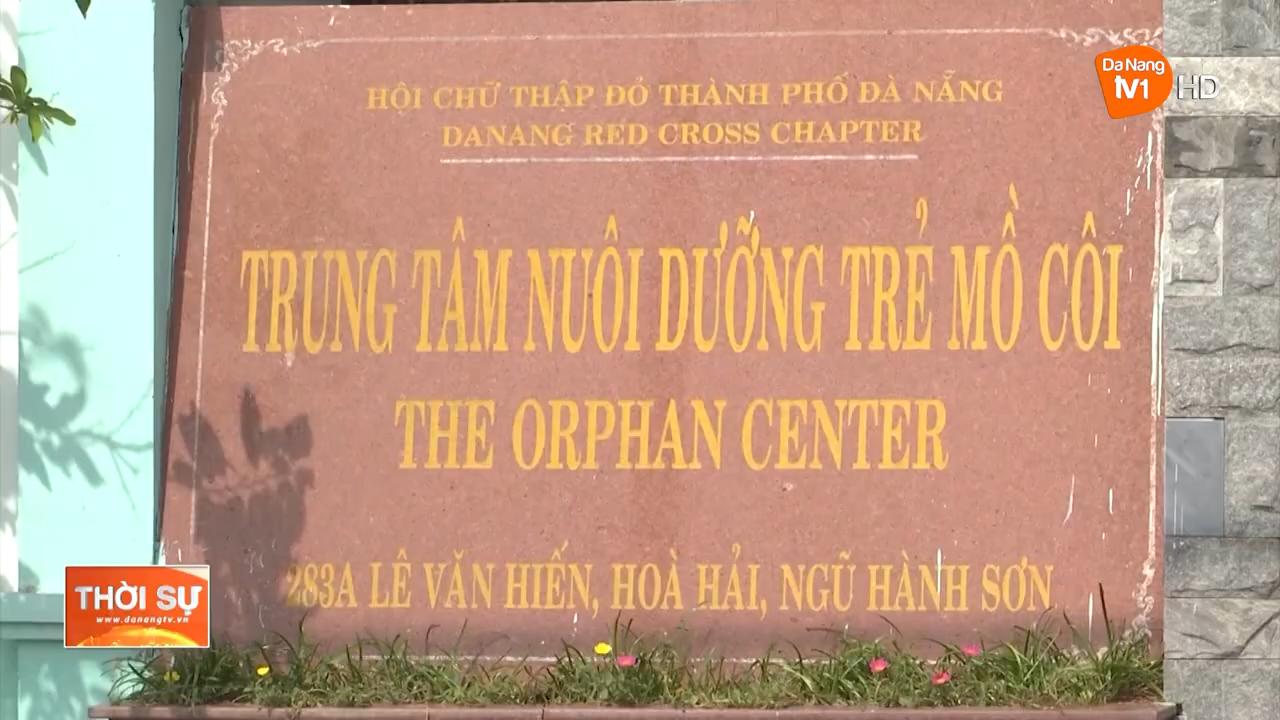 Da Nang
TV1 HD
HỘI CHỮ THẬP ĐỎ THÀNH PHỐ ĐÀ NẴNG
DANANG RED CROSS CHAPTER
TRUNG TÂM NUÔI DƯỠNG TRẺ MỒ CÔI
THE ORPHAN CENTER
283A LÊ VĂN HIẾN, HOÀ HẢI, NGŨ HÀNH SƠN
THỜI SỰ
www.danangtv.vn